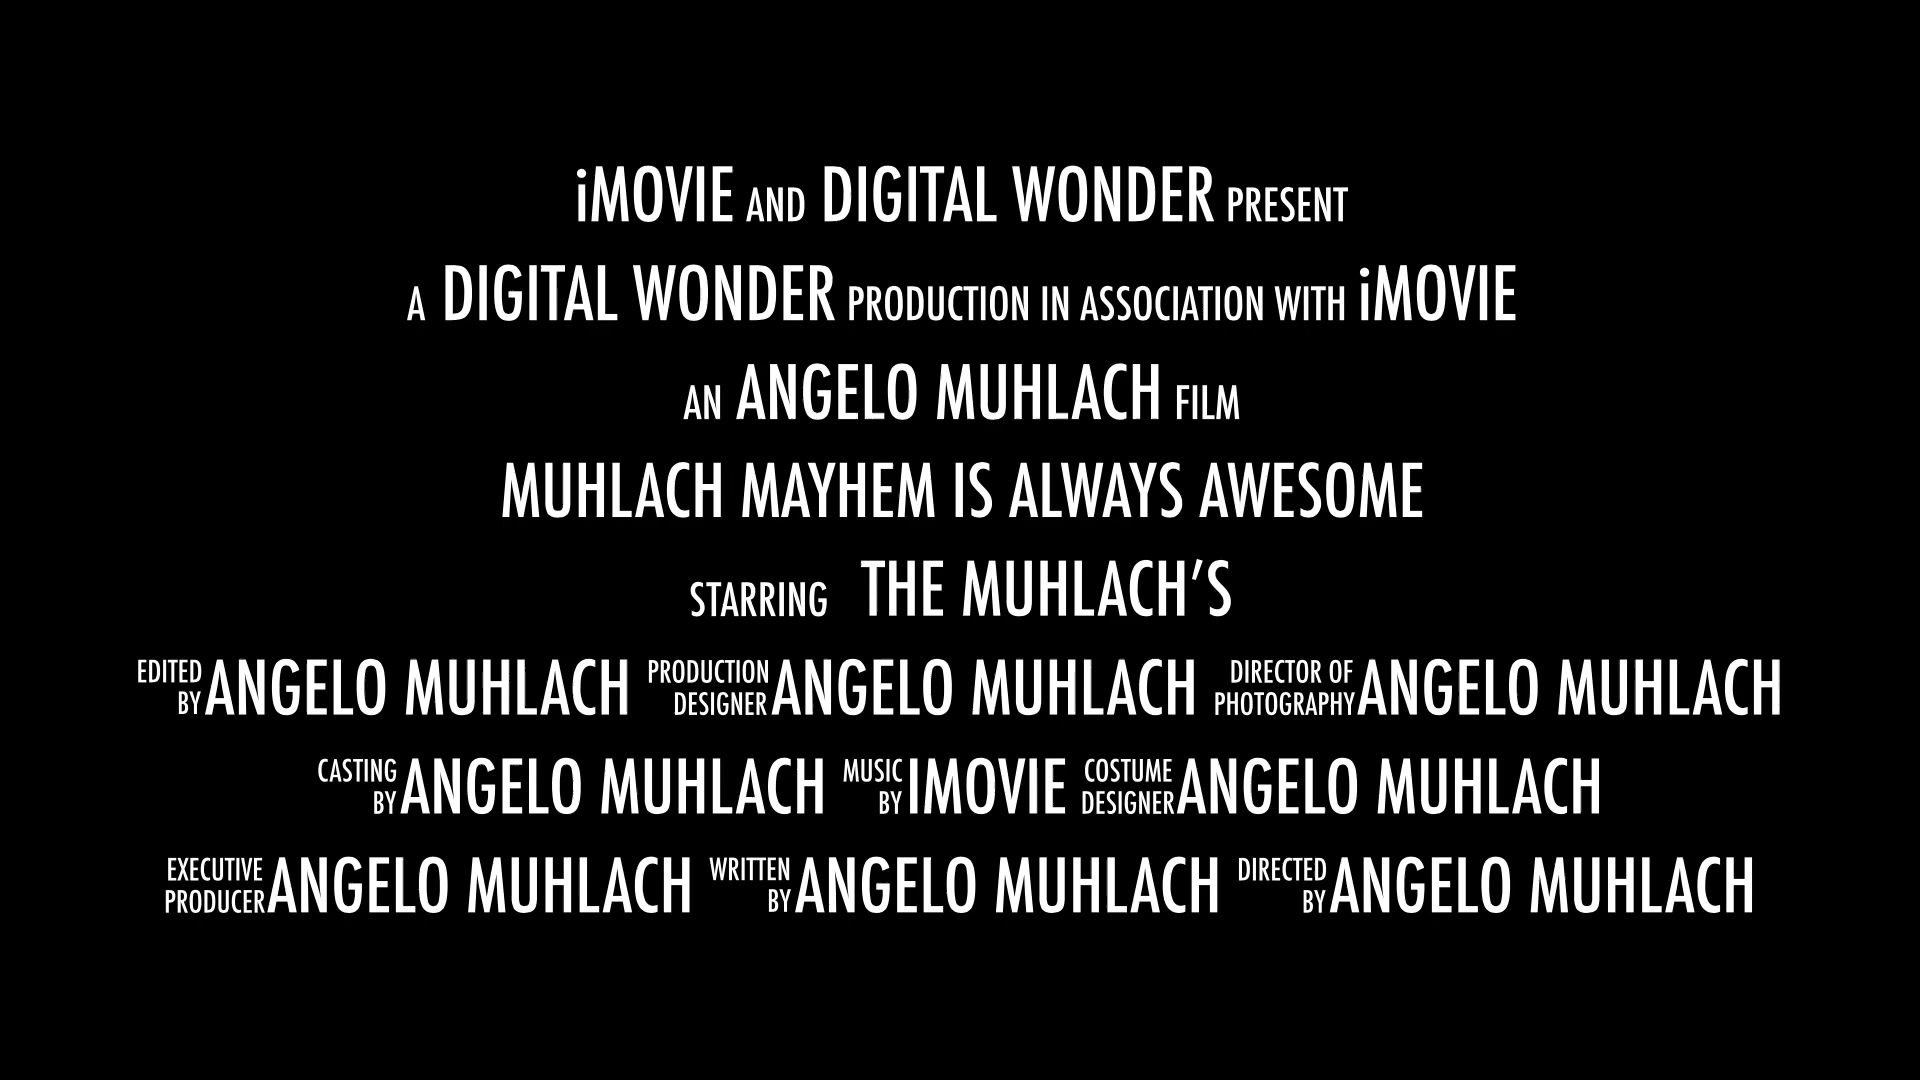 iMOVIE AND DIGITAL WONDER PRESENT
A DIGITAL WONDER PRODUCTION IN ASSOCIATION WITH iMOVIE
AN ANGELO MUHLACH FILM
MUHLACH MAYHEM IS ALWAYS AWESOME
STARRING THE MUHLACH'S
EDITED BY ANGELO MUHLACH PRODUCTION DESIGNER ANGELO MUHLACH DIRECTOR OF PHOTOGRAPHY ANGELO MUHLACH
CASTING BY ANGELO MUHLACH MUSIC BY IMOVIE COSTUME DESIGNER ANGELO MUHLACH
EXECUTIVE PRODUCER ANGELO MUHLACH WRITTEN BY ANGELO MUHLACH DIRECTED BY ANGELO MUHLACH